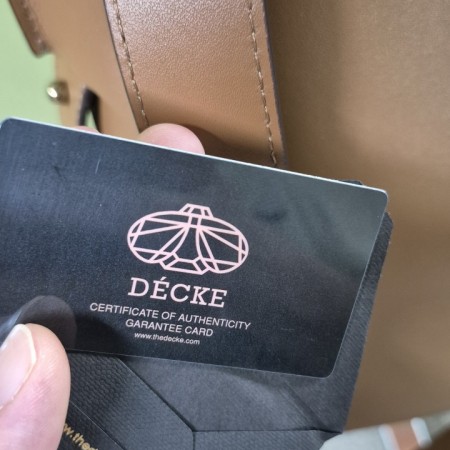 DÉCKE
CERTIFICATE OF AUTHENTICITY
GARANTEE CARD
www.thedecke.com